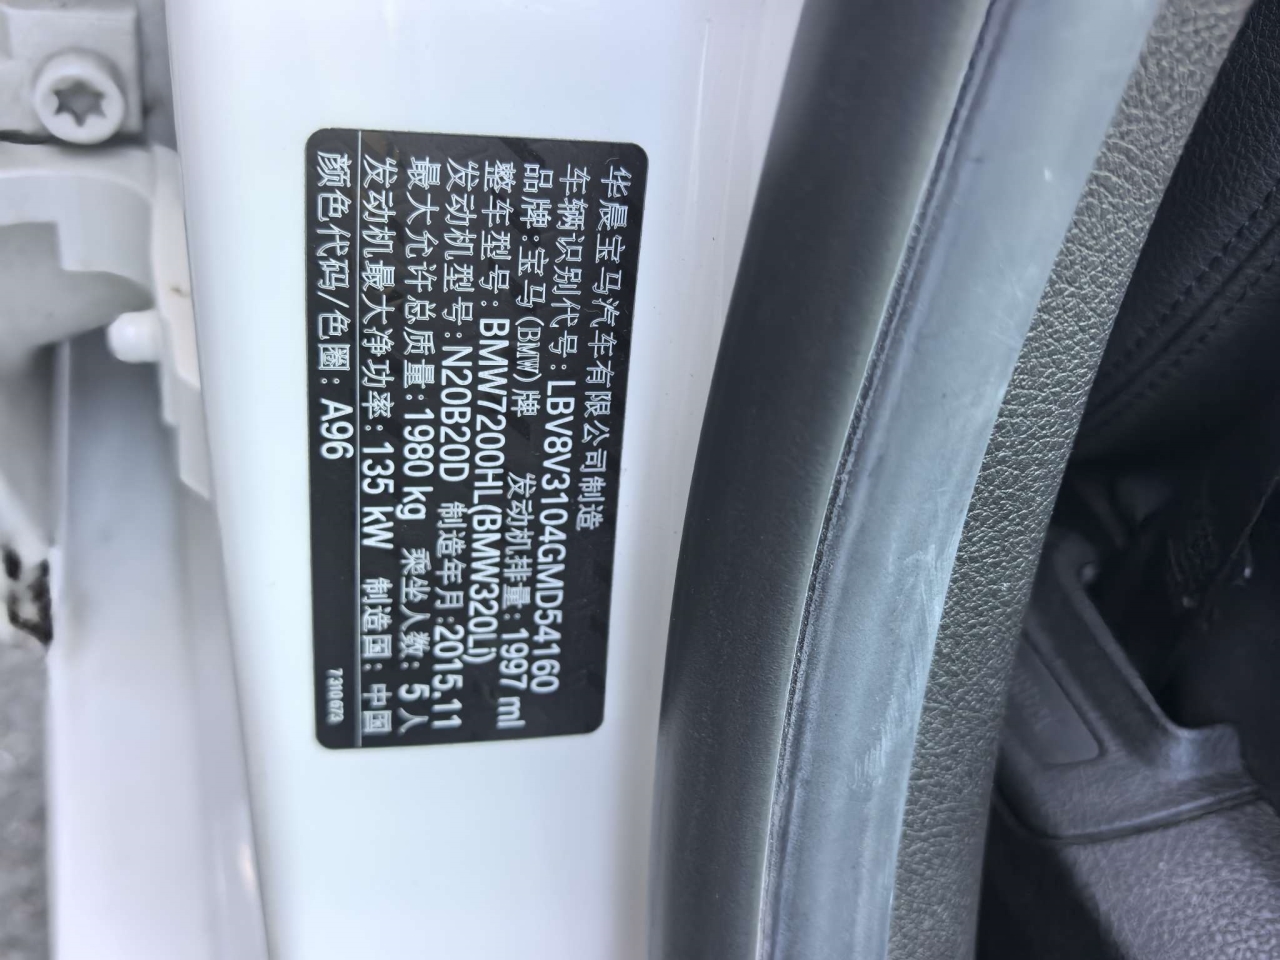 华晨宝马汽车有限公司制造
车辆识别代号：LBV8V3104GMD54160
品牌：宝马(BMW)牌 发动机排量：1997 ml
整车型号：BMW7200HL(BMW320Li)
发动机型号：N20B20D 制造年月：2015.11
最大允许总质量：1980 kg 乘坐人数：5 人
发动机最大净功率：135 kW 制造国：中国
颜色代码/色圈：A96 7310673